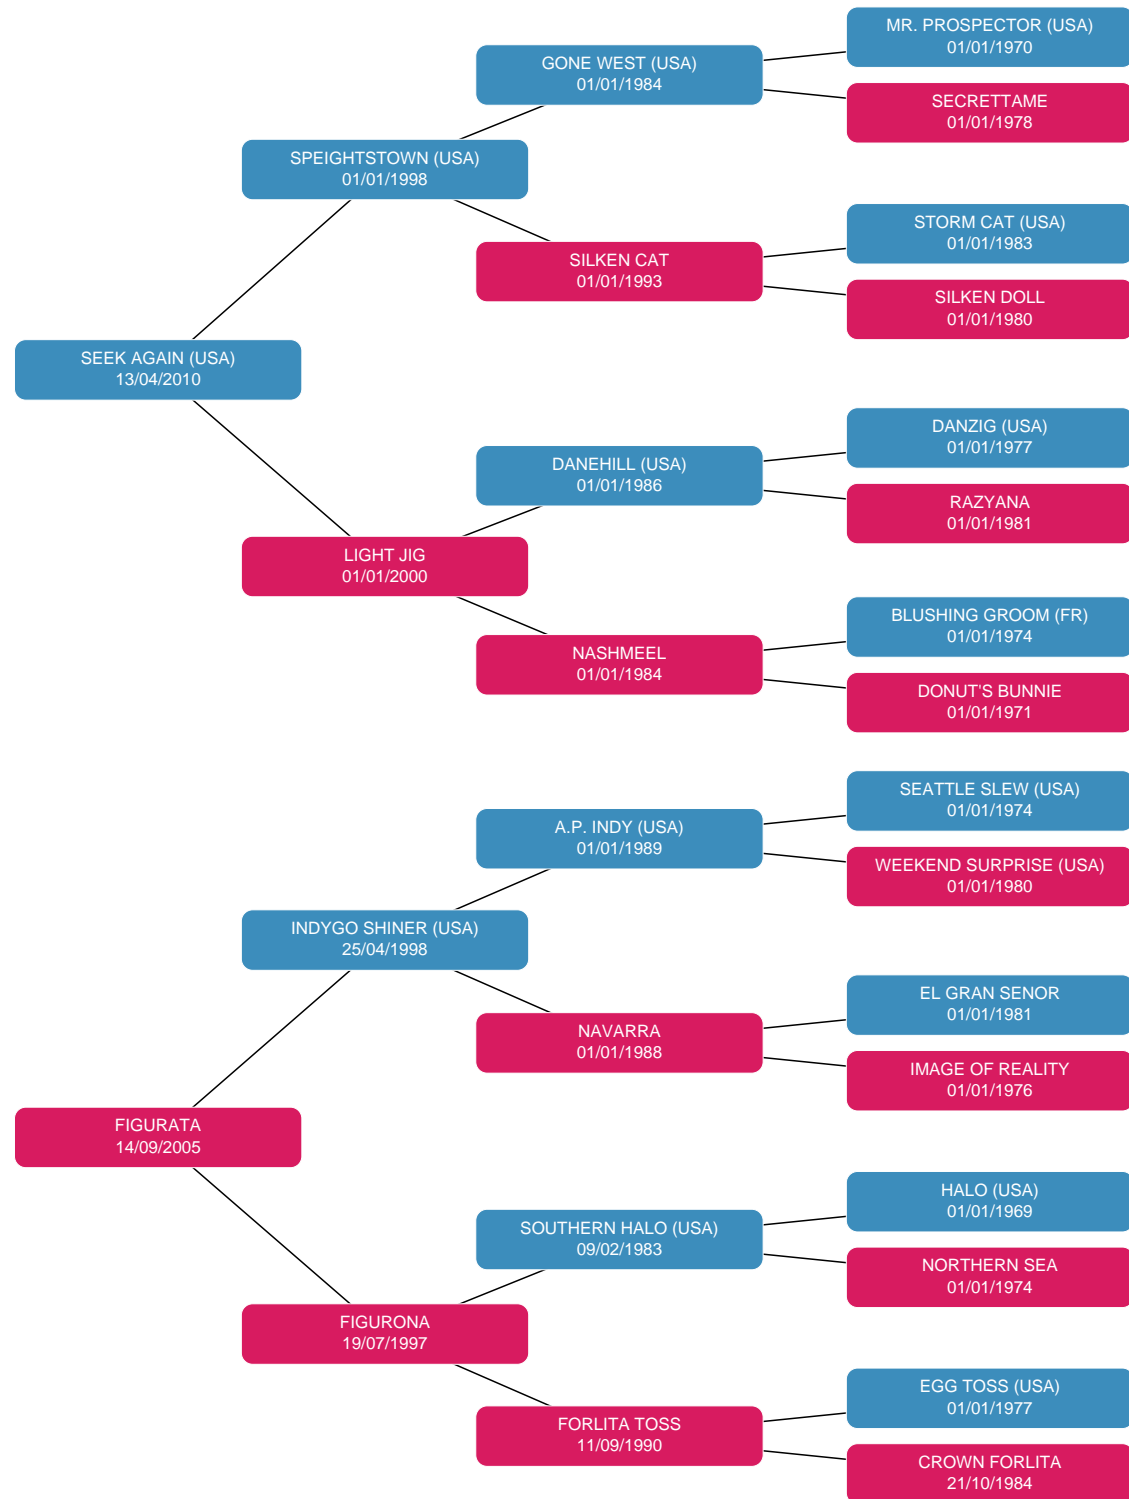 MR. PROSPECTOR (USA)
01/01/1970
GONE WEST (USA)
01/01/1984
SECRETTAME
01/01/1978
SPEIGHTSTOWN (USA)
01/01/1998
STORM CAT (USA)
01/01/1983
SILKEN CAT
01/01/1993
SILKEN DOLL
01/01/1980
SEEK AGAIN (USA)
13/04/2010
DANZIG (USA)
01/01/1977
DANEHILL (USA)
01/01/1986
RAZYANA
01/01/1981
LIGHT JIG
01/01/2000
BLUSHING GROOM (FR)
01/01/1974
NASHMEEL
01/01/1984
DONUT'S BUNNIE
01/01/1971
SEATTLE SLEW (USA)
01/01/1974
A.P. INDY (USA)
01/01/1989
WEEKEND SURPRISE (USA)
01/01/1980
INDYGO SHINER (USA)
25/04/1998
EL GRAN SENOR
01/01/1981
NAVARRA
01/01/1988
IMAGE OF REALITY
01/01/1976
FIGURATA
14/09/2005
HALO (USA)
01/01/1969
SOUTHERN HALO (USA)
09/02/1983
NORTHERN SEA
01/01/1974
FIGURONA
19/07/1997
EGG TOSS (USA)
01/01/1977
FORLITA TOSS
11/09/1990
CROWN FORLITA
21/10/1984